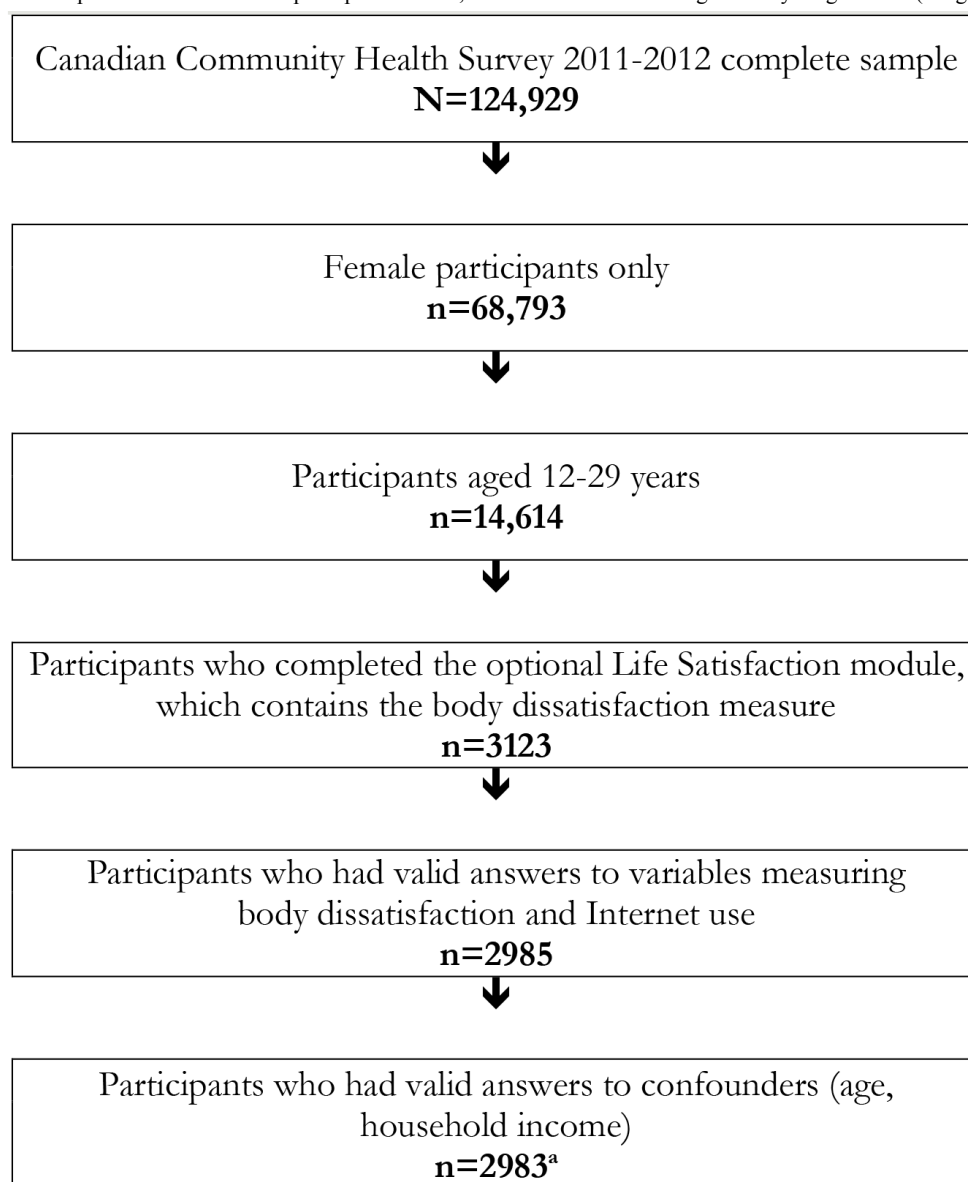 Canadian Community Health Survey 2011-2012 complete sample
N=124,929
Female participants only
n=68,793
Participants aged 12-29 years
n=14,614
Participants who completed the optional Life Satisfaction module,
which contains the body dissatisfaction measure
n=3123
Participants who had valid answers to variables measuring
body dissatisfaction and Internet use
n=2985
Participants who had valid answers to confounders (age,
household income)
n=2983ª